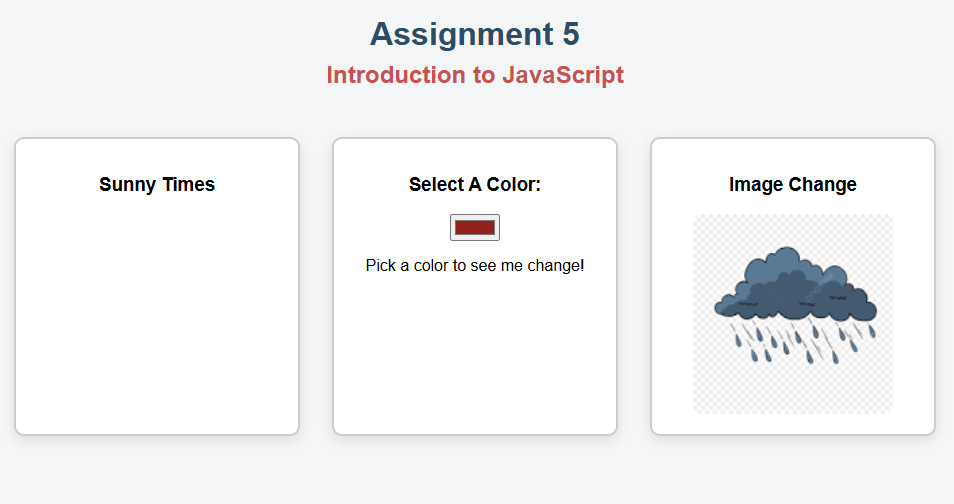 Assignment 5
Introduction to JavaScript
Sunny Times
Select A Color:
Pick a color to see me change!
Image Change